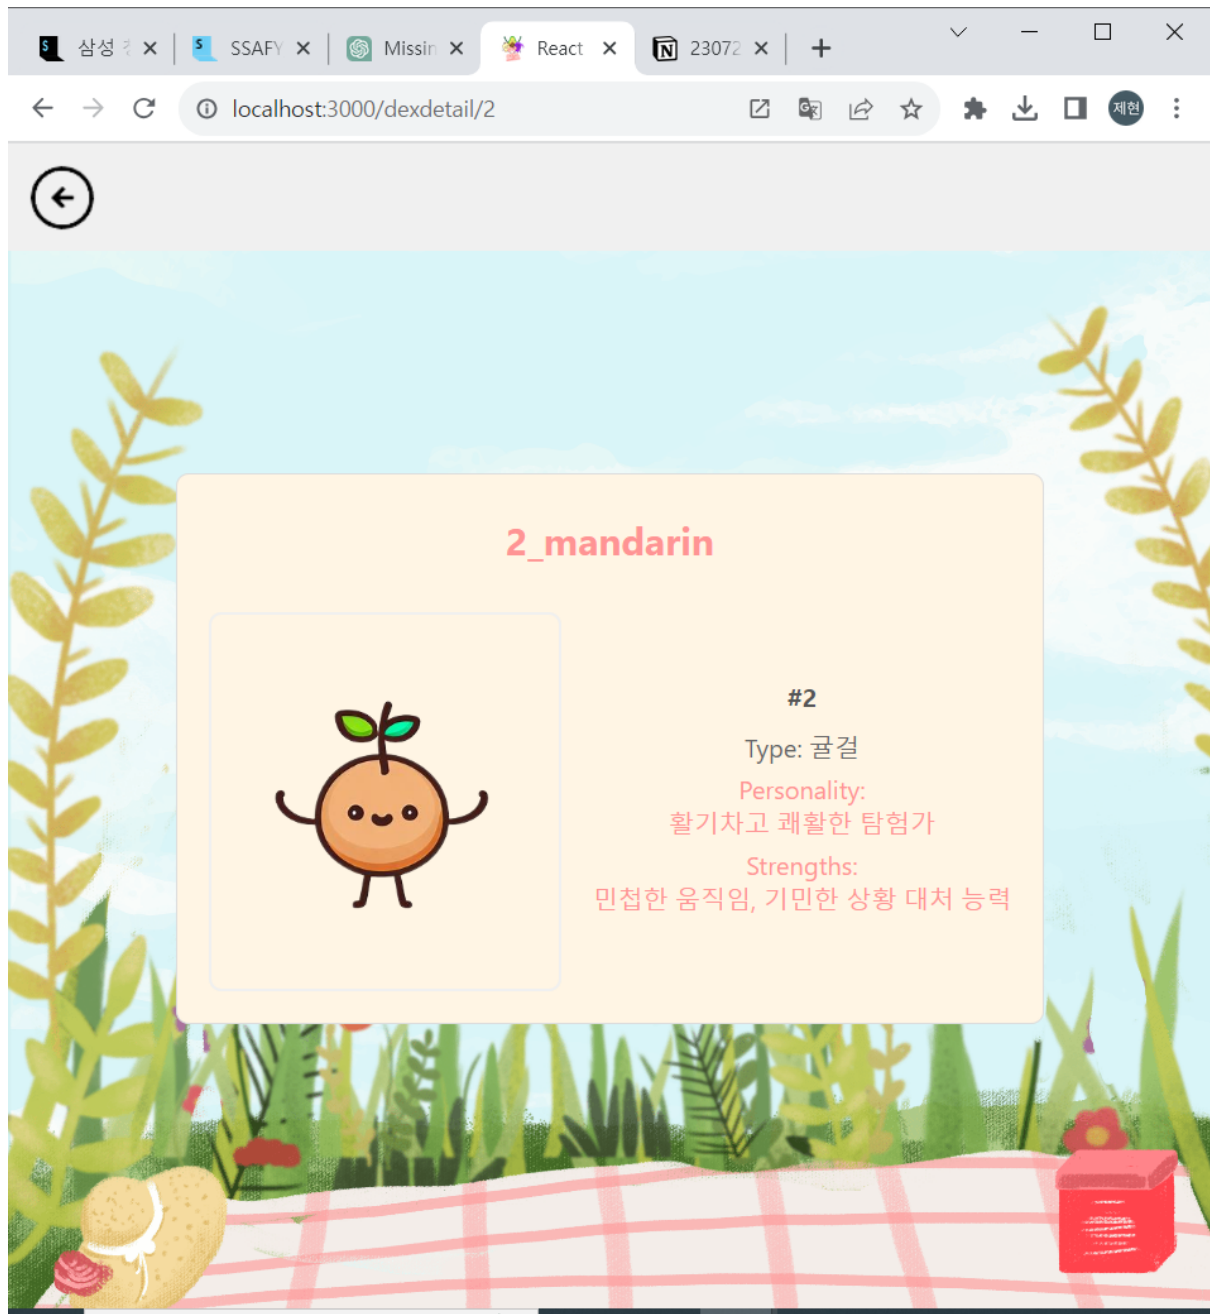 삼성
SSAFY
Missin
React
23072
localhost:3000/dexdetail/2
제현
2_mandarin
#2
Type: 귤걸
Personality:
활기차고 쾌활한 탐험가
Strengths:
민첩한 움직임, 기민한 상황 대처 능력